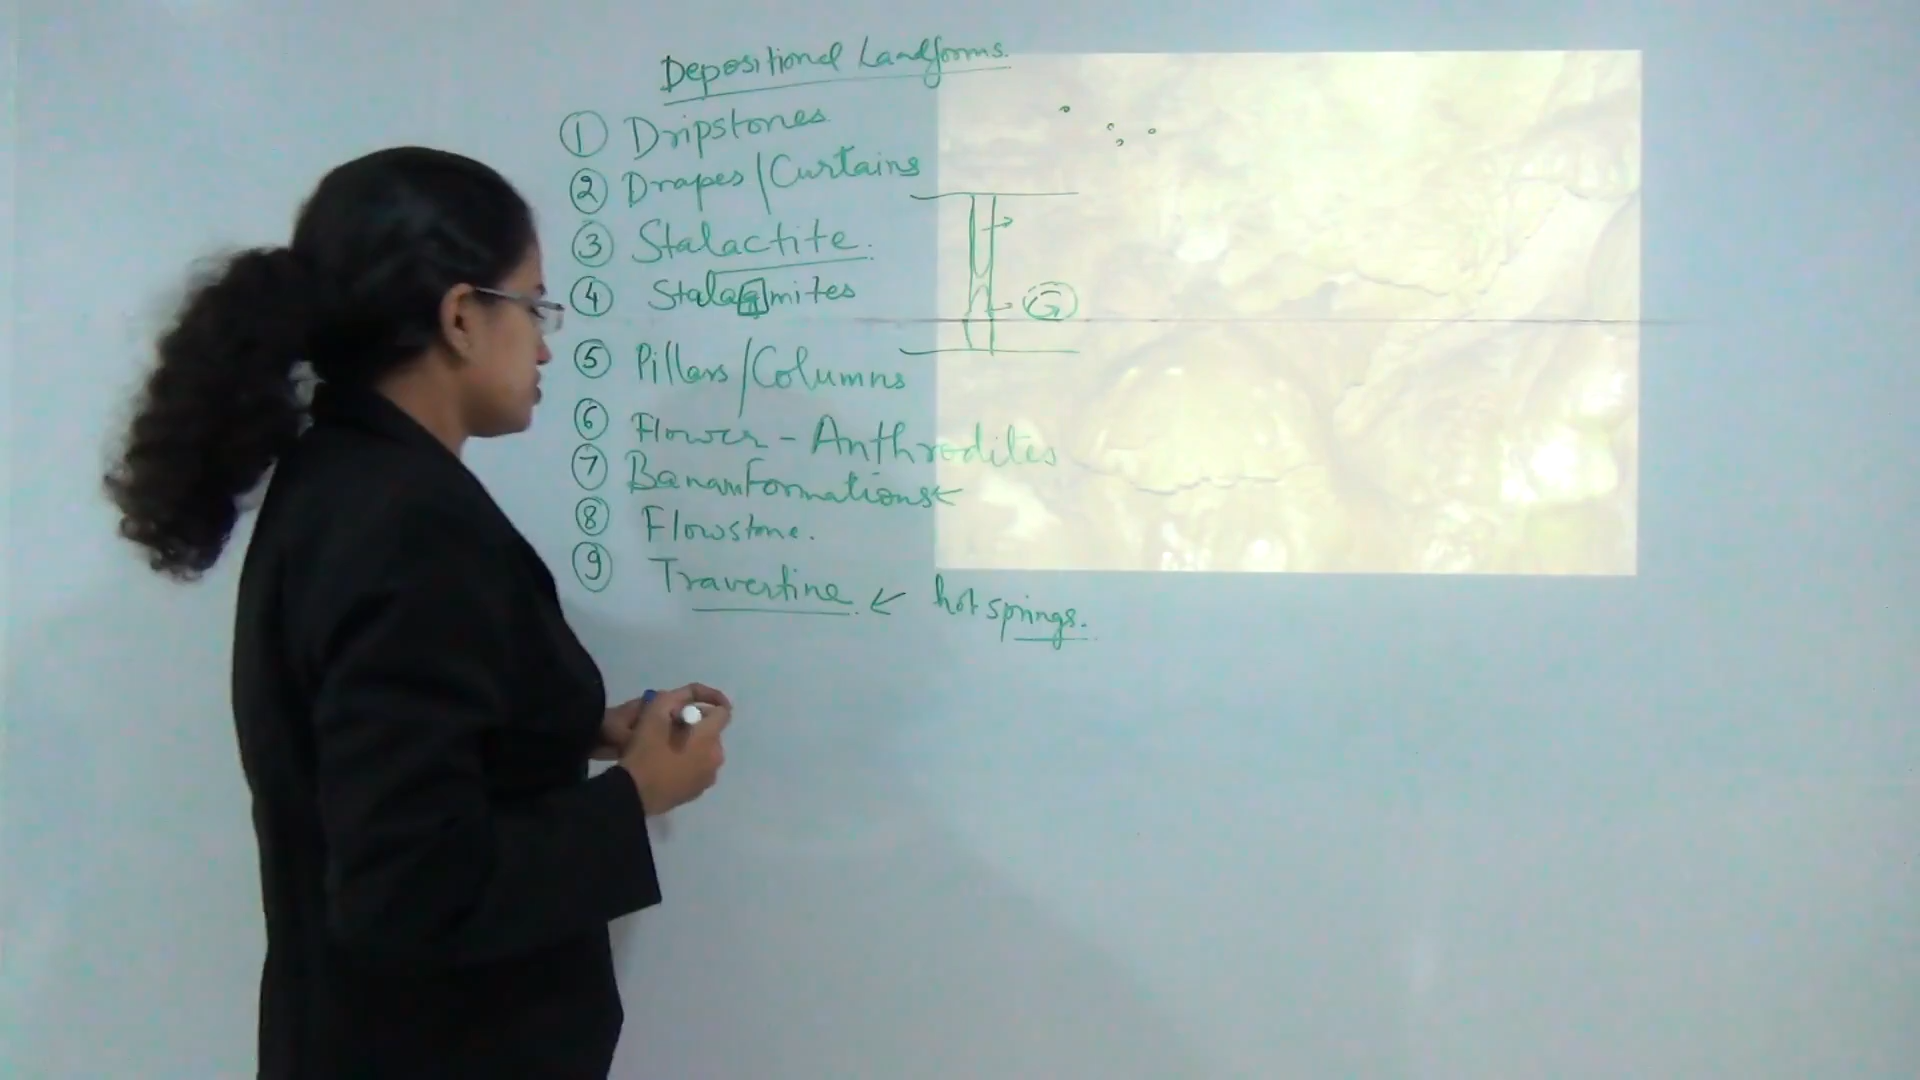 Depositional Landforms.
① Dripstones
② Drapes/Curtains
③ Stalactite.
④ Stalagmites
G
⑤ Pillars/Columns
⑥ Flower - Anthrodites
⑦ Formations ←
⑧ Flowstone.
⑨ Travertine ← hot springs.